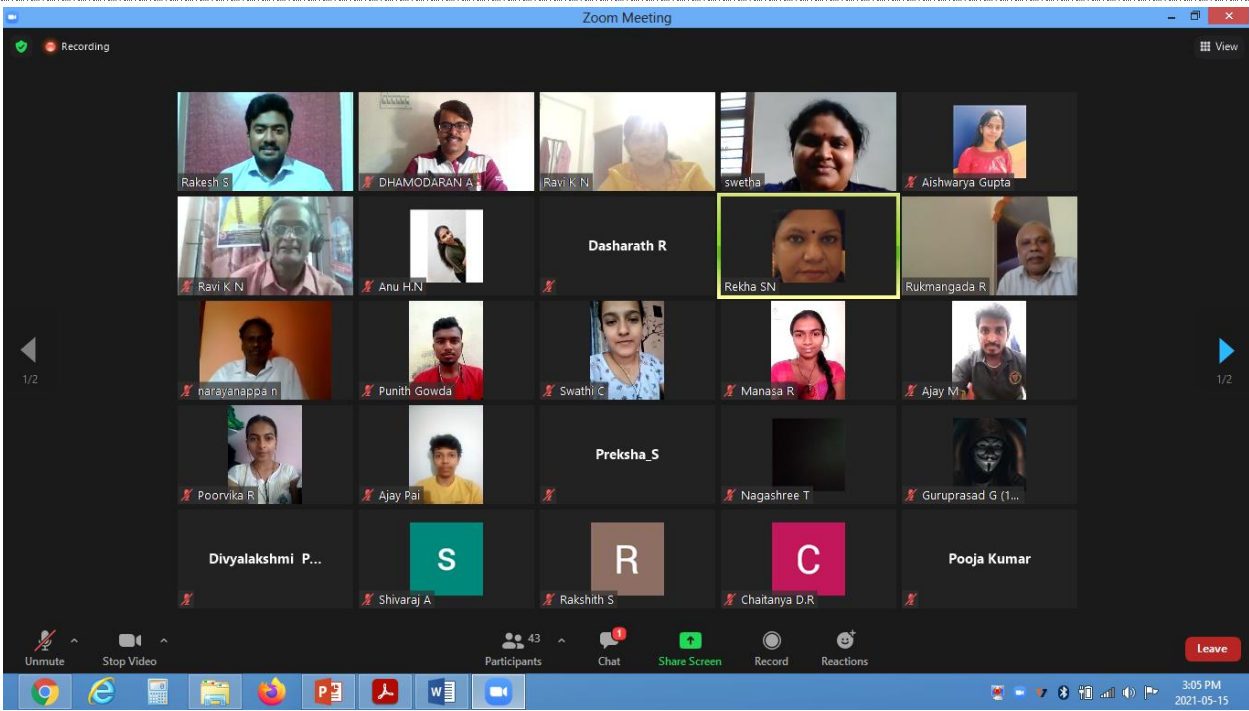 Zoom Meeting
Recording
View
Rakesh S
DHAMODARAN A
Ravi K N
swetha
Aishwarya Gupta
Ravi K N
Anu H.N
Dasharath R
Rekha SN
Rukmangada R
narayanappa n
Punith Gowda
Swathi C
Manasa R
Ajay M
Poorvika R
Ajay Pai
Preksha_S
Nagashree T
Guruprasad G (1...
Divyalakshmi P...
S
Shivaraj A
R
Rakshith S
C
Chaitanya D.R
Pooja Kumar
1/2
1/2
Unmute
Stop Video
43
Participants
1
Chat
Share Screen
Record
Reactions
Leave
3:05 PM
2021-05-15